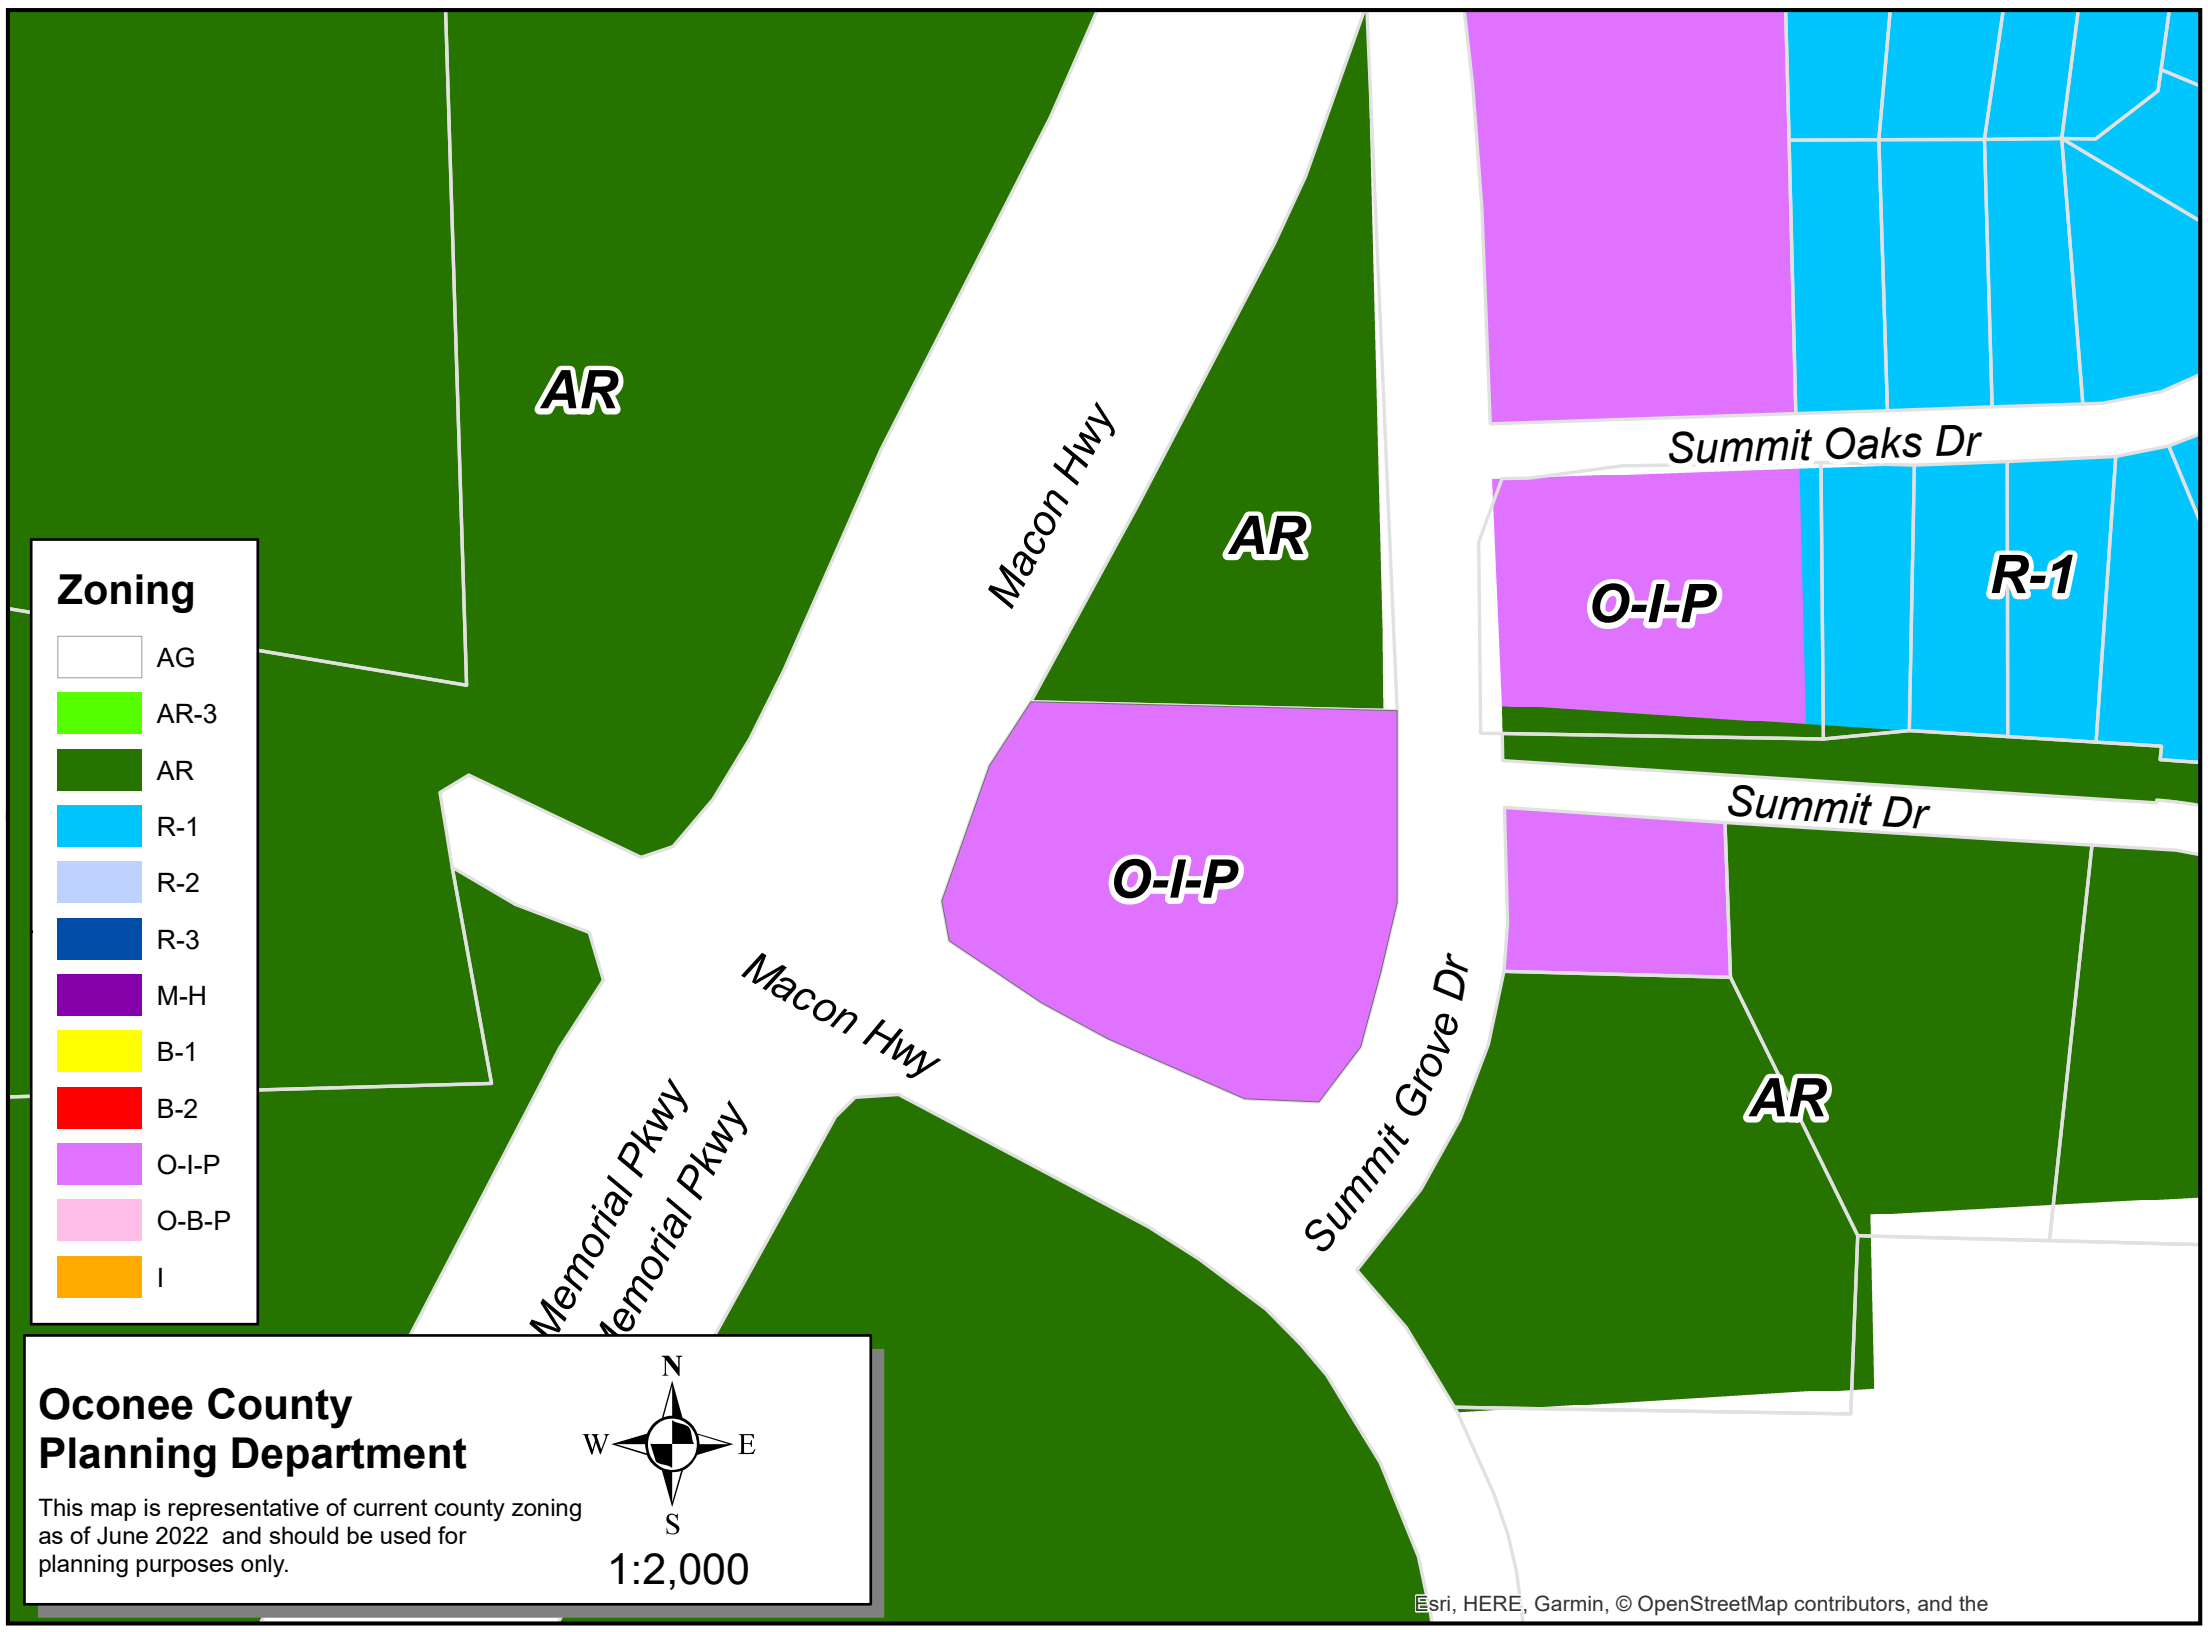 AR
Macon Hwy
Summit Oaks Dr
AR
O-I-P
R-1
Zoning
AG
AR-3
AR
R-1
R-2
R-3
M-H
B-1
B-2
O-I-P
O-B-P
I
Summit Dr
O-I-P
Macon Hwy
Summit Grove Dr
AR
Memorial Pkwy
Memorial Pkwy
Oconee County
Planning Department
This map is representative of current county zoning
as of June 2022 and should be used for
planning purposes only.
N
W E
S
1:2,000
Esri, HERE, Garmin, © OpenStreetMap contributors, and the